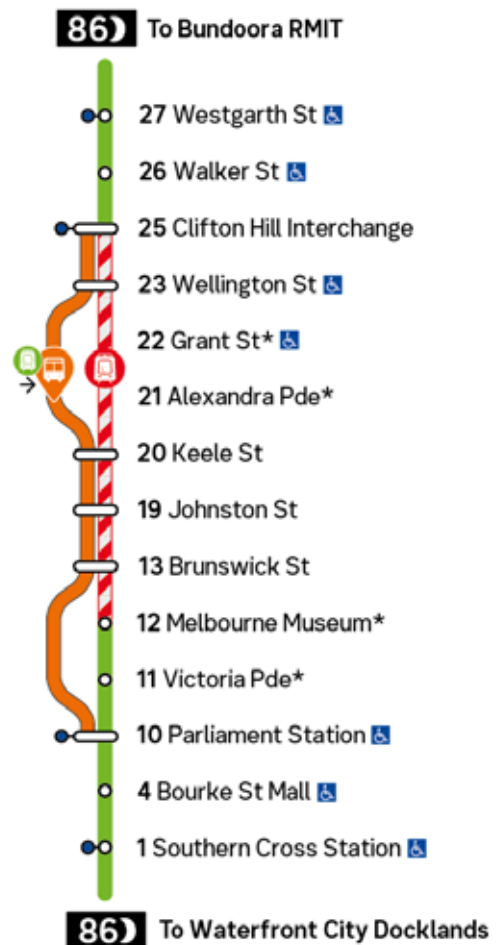 86 To Bundoora RMIT
27 Westgarth St
26 Walker St
25 Clifton Hill Interchange
23 Wellington St
22 Grant St*
21 Alexandra Pde*
20 Keele St
19 Johnston St
13 Brunswick St
12 Melbourne Museum*
11 Victoria Pde*
10 Parliament Station
4 Bourke St Mall
1 Southern Cross Station
86 To Waterfront City Docklands